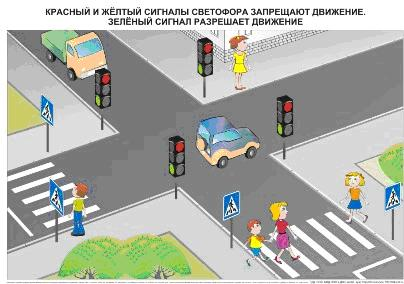 КРАСНЫЙ И ЖЁЛТЫЙ СИГНАЛЫ СВЕТОФОРА ЗАПРЕЩАЮТ ДВИЖЕНИЕ.
ЗЕЛЁНЫЙ СИГНАЛ РАЗРЕШАЕТ ДВИЖЕНИЕ